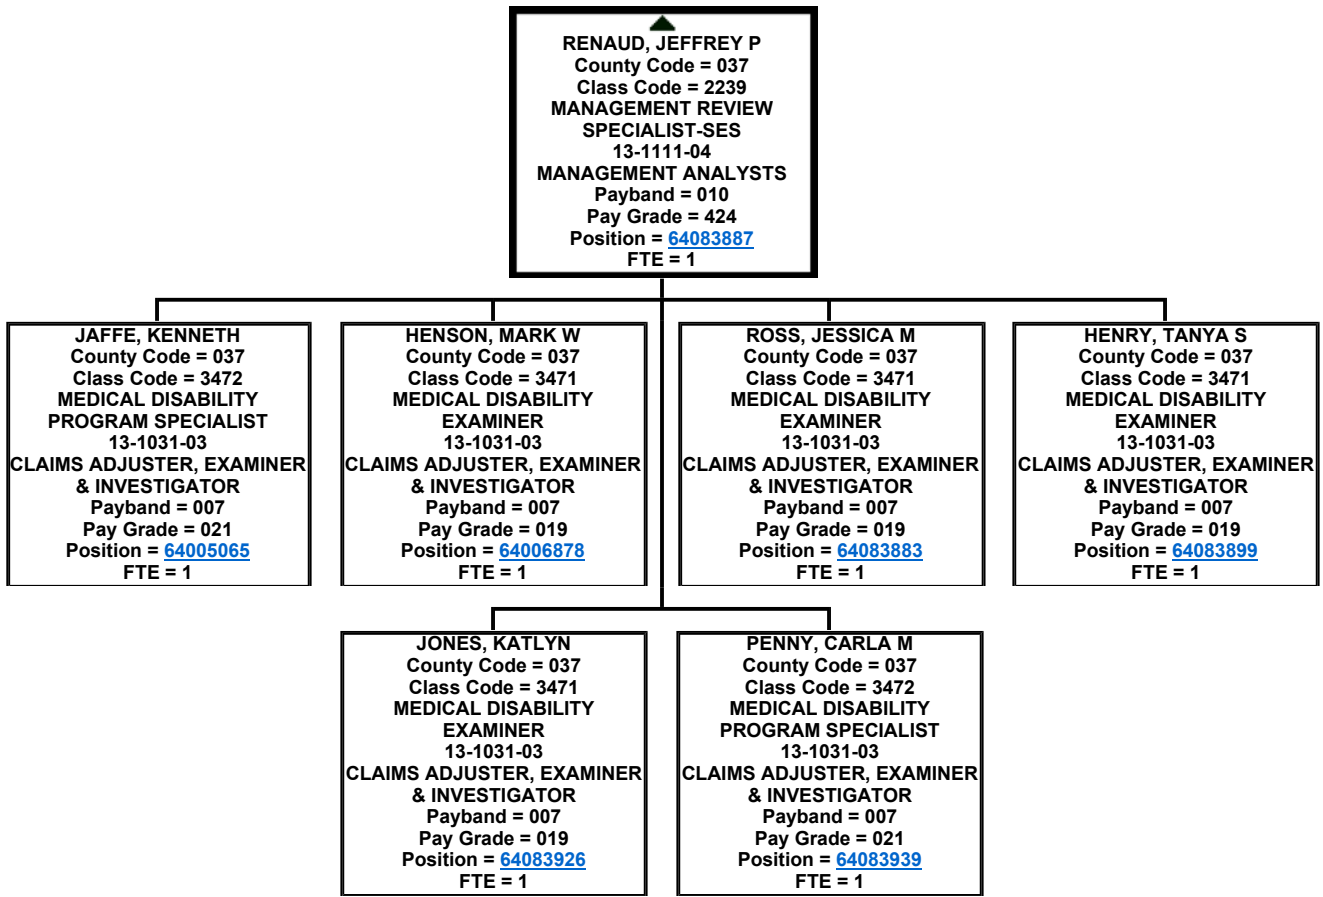 RENAUD, JEFFREY P
County Code = 037
Class Code = 2239
MANAGEMENT REVIEW
SPECIALIST-SES
13-1111-04
MANAGEMENT ANALYSTS
Payband = 010
Pay Grade = 424
Position = 64083887
FTE = 1
JAFFE, KENNETH
County Code = 037
Class Code = 3472
MEDICAL DISABILITY
PROGRAM SPECIALIST
13-1031-03
CLAIMS ADJUSTER, EXAMINER
& INVESTIGATOR
Payband = 007
Pay Grade = 021
Position = 64005065
FTE = 1
HENSON, MARK W
County Code = 037
Class Code = 3471
MEDICAL DISABILITY
EXAMINER
13-1031-03
CLAIMS ADJUSTER, EXAMINER
& INVESTIGATOR
Payband = 007
Pay Grade = 019
Position = 64006878
FTE = 1
ROSS, JESSICA M
County Code = 037
Class Code = 3471
MEDICAL DISABILITY
EXAMINER
13-1031-03
CLAIMS ADJUSTER, EXAMINER
& INVESTIGATOR
Payband = 007
Pay Grade = 019
Position = 64083883
FTE = 1
HENRY, TANYA S
County Code = 037
Class Code = 3471
MEDICAL DISABILITY
EXAMINER
13-1031-03
CLAIMS ADJUSTER, EXAMINER
& INVESTIGATOR
Payband = 007
Pay Grade = 019
Position = 64083899
FTE = 1
JONES, KATLYN
County Code = 037
Class Code = 3471
MEDICAL DISABILITY
EXAMINER
13-1031-03
CLAIMS ADJUSTER, EXAMINER
& INVESTIGATOR
Payband = 007
Pay Grade = 019
Position = 64083926
FTE = 1
PENNY, CARLA M
County Code = 037
Class Code = 3472
MEDICAL DISABILITY
PROGRAM SPECIALIST
13-1031-03
CLAIMS ADJUSTER, EXAMINER
& INVESTIGATOR
Payband = 007
Pay Grade = 021
Position = 64083939
FTE = 1